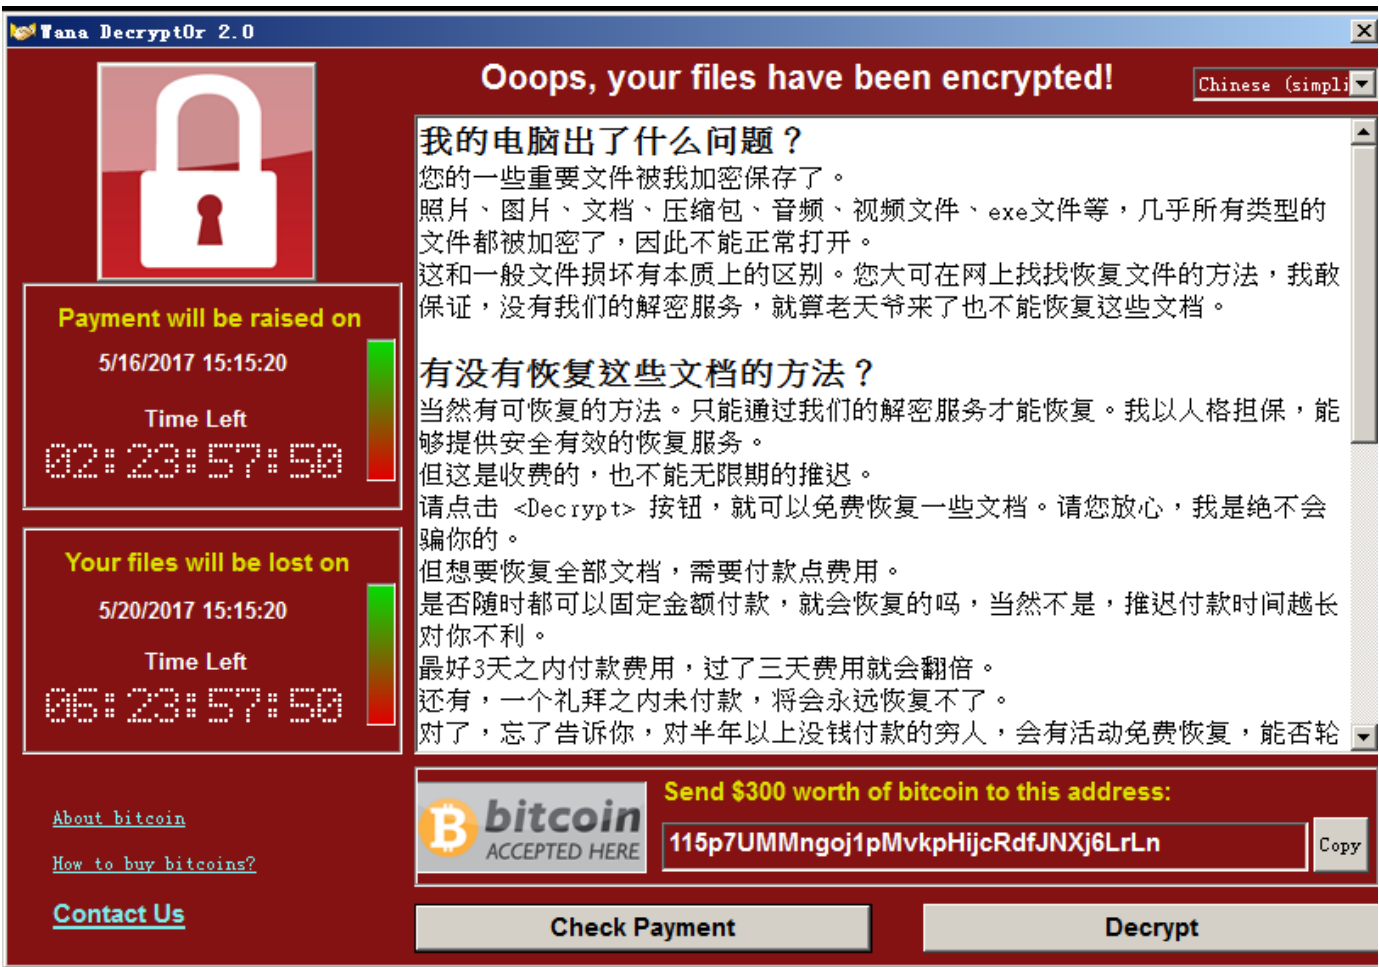 Wana Decrypt0r 2.0
Ooops, your files have been encrypted!
Chinese (simpli
我的电脑出了什么问题？
您的一些重要文件被我加密保存了。
照片、图片、文档、压缩包、音频、视频文件、exe文件等，几乎所有类型的
文件都被加密了，因此不能正常打开。
这和一般文件损坏有本质上的区别。您大可在网上找找恢复文件的方法，我敢
保证，没有我们的解密服务，就算老天爷来了也不能恢复这些文档。
有没有恢复这些文档的方法？
当然有可恢复的方法。只能通过我们的解密服务才能恢复。我以人格担保，能
够提供安全有效的恢复服务。
但这是收费的，也不能无限期的推迟。
请点击 <Decrypt> 按钮，就可以免费恢复一些文档。请您放心，我是绝不会
骗你的。
但想要恢复全部文档，需要付款点费用。
是否随时都可以固定金额付款，就会恢复的吗，当然不是，推迟付款时间越长
对你不利。
最好3天之内付款费用，过了三天费用就会翻倍。
还有，一个礼拜之内未付款，将会永远恢复不了。
对了，忘了告诉你，对半年以上没钱付款的穷人，会有活动免费恢复，能否轮
Payment will be raised on
5/16/2017 15:15:20
Time Left
02:23:57:50
Your files will be lost on
5/20/2017 15:15:20
Time Left
06:23:57:50
About bitcoin
How to buy bitcoins?
Contact Us
bitcoin
ACCEPTED HERE
Send $300 worth of bitcoin to this address:
115p7UMMngoj1pMvkpHijcRdfJNXj6LrLn
Copy
Check Payment
Decrypt